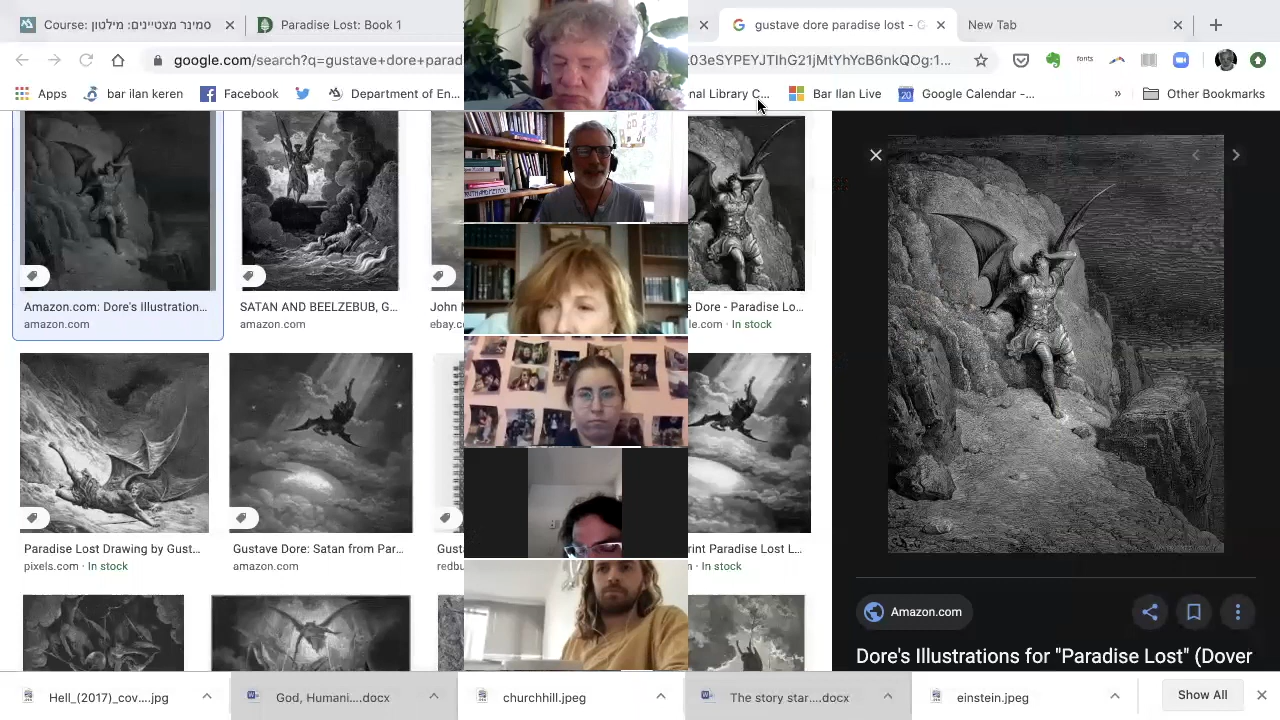 Course: סמינר מצטיינים: מילטון
Paradise Lost: Book 1
gustave dore paradise lost - G
New Tab
google.com/search?q=gustave+dore+parad
03eSYPEYJTIhG21jMtYhYcB6nkQOg:1...
fonts
Apps
bar ilan keren
Facebook
Department of En...
nal Library C...
Bar Ilan Live
20
Google Calendar -...
»
Other Bookmarks
Amazon.com: Dore's Illustration...
amazon.com
SATAN AND BEELZEBUB, G...
amazon.com
John
ebay.c
e Dore - Paradise Lo...
le.com · In stock
Paradise Lost Drawing by Gust...
pixels.com · In stock
Gustave Dore: Satan from Par...
amazon.com
Gust
redbu
rint Paradise Lost L...
· In stock
Amazon.com
Dore's Illustrations for "Paradise Lost" (Dover
Hell_(2017)_cov....jpg
God, Humani....docx
churchhill.jpeg
The story star....docx
einstein.jpeg
Show All